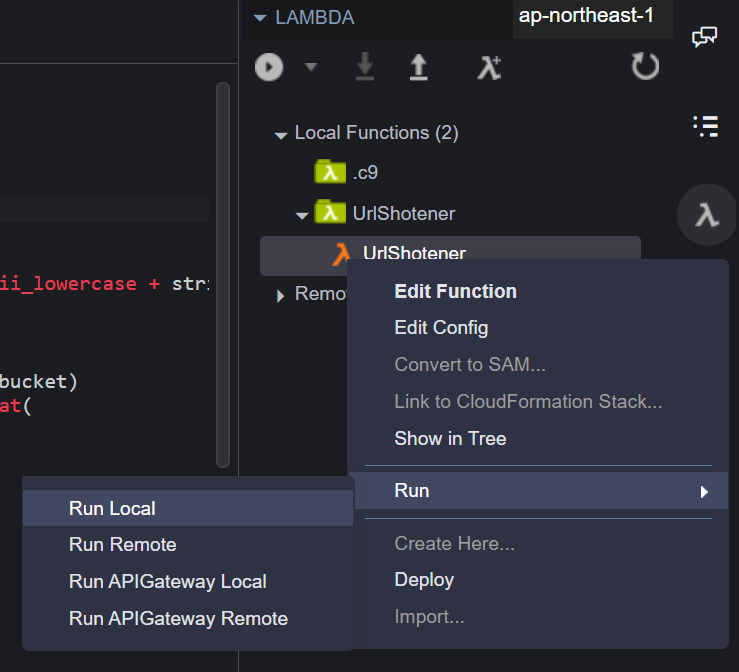 LAMBDA
ap-northeast-1
Local Functions (2)
.c9
UrlShotener
UrlShotener
ii_lowercase + str
Remo
bucket)
at(
Edit Function
Edit Config
Convert to SAM...
Link to CloudFormation Stack...
Show in Tree
Run
Create Here...
Deploy
Import...
Run Local
Run Remote
Run APIGateway Local
Run APIGateway Remote